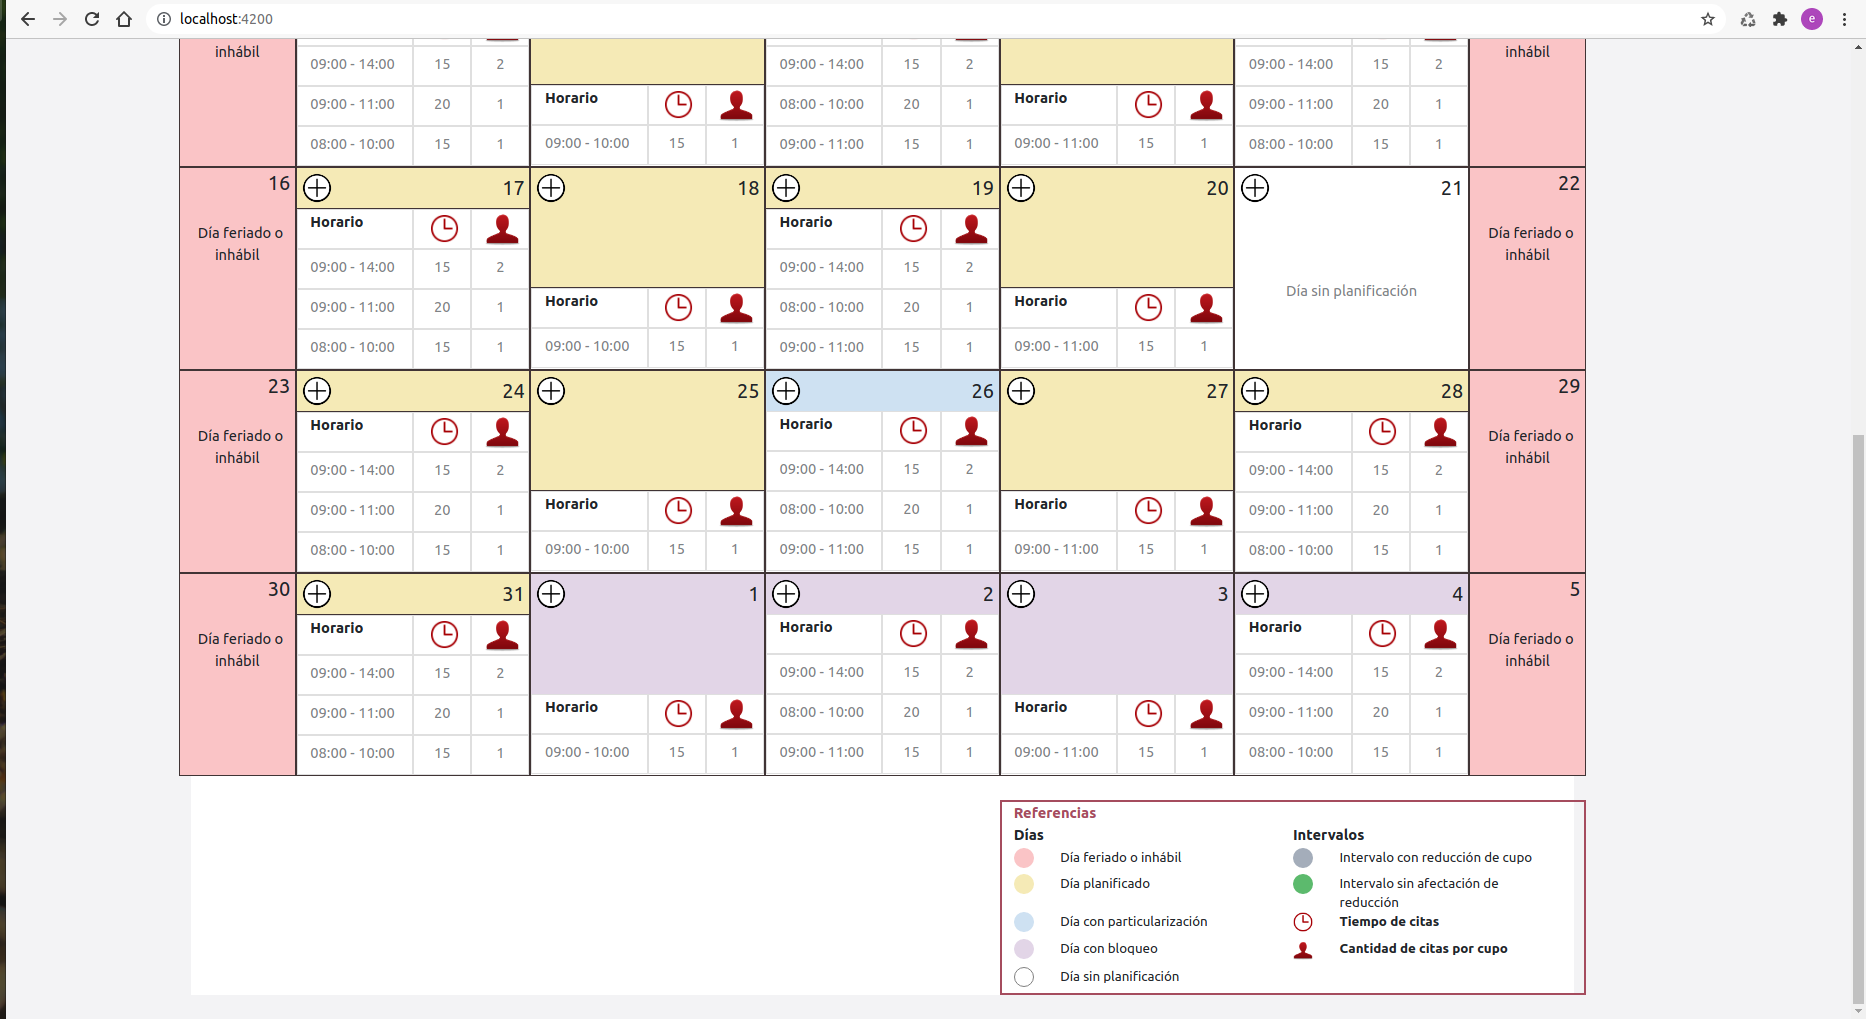 localhost:4200
e
inhábil
09:00 - 14:00 15 2
09:00 - 14:00 15 2
09:00 - 14:00 15 2
inhábil
09:00 - 11:00 20 1
Horario
08:00 - 10:00 20 1
Horario
09:00 - 11:00 20 1
08:00 - 10:00 15 1
09:00 - 10:00 15 1
09:00 - 11:00 15 1
09:00 - 11:00 15 1
08:00 - 10:00 15 1
16
Día feriado o
inhábil
17
Horario
09:00 - 14:00 15 2
09:00 - 11:00 20 1
08:00 - 10:00 15 1
18
Horario
09:00 - 10:00 15 1
19
Horario
09:00 - 14:00 15 2
08:00 - 10:00 20 1
09:00 - 11:00 15 1
20
Horario
09:00 - 11:00 15 1
21
Día sin planificación
22
Día feriado o
inhábil
23
Día feriado o
inhábil
24
Horario
09:00 - 14:00 15 2
09:00 - 11:00 20 1
08:00 - 10:00 15 1
25
Horario
09:00 - 10:00 15 1
26
Horario
09:00 - 14:00 15 2
08:00 - 10:00 20 1
09:00 - 11:00 15 1
27
Horario
09:00 - 11:00 15 1
28
Horario
09:00 - 14:00 15 2
09:00 - 11:00 20 1
08:00 - 10:00 15 1
29
Día feriado o
inhábil
30
Día feriado o
inhábil
31
Horario
09:00 - 14:00 15 2
09:00 - 11:00 20 1
08:00 - 10:00 15 1
1
Horario
09:00 - 10:00 15 1
2
Horario
09:00 - 14:00 15 2
08:00 - 10:00 20 1
09:00 - 11:00 15 1
3
Horario
09:00 - 11:00 15 1
4
Horario
09:00 - 14:00 15 2
09:00 - 11:00 20 1
08:00 - 10:00 15 1
5
Día feriado o
inhábil
Referencias
Días
Día feriado o inhábil
Día planificado
Día con particularización
Día con bloqueo
Día sin planificación
Intervalos
Intervalo con reducción de cupo
Intervalo sin afectación de
reducción
Tiempo de citas
Cantidad de citas por cupo